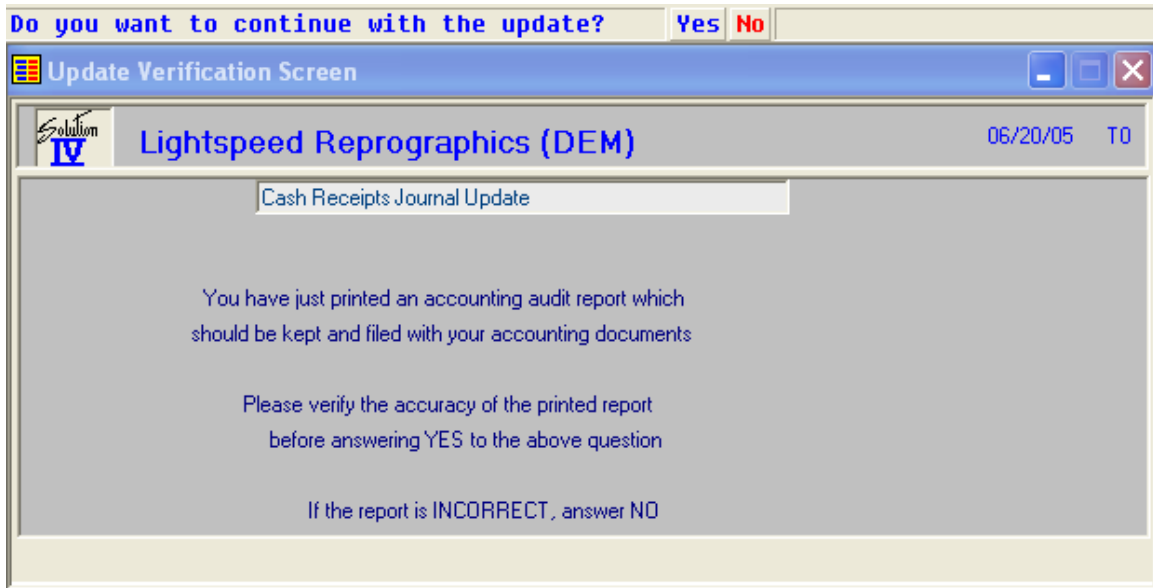 Do you want to continue with the update? Yes No
Update Verification Screen
Solution IV
Lightspeed Reprographics (DEM)
06/20/05 T0
Cash Receipts Journal Update
You have just printed an accounting audit report which
should be kept and filed with your accounting documents
Please verify the accuracy of the printed report
before answering YES to the above question
If the report is INCORRECT, answer NO